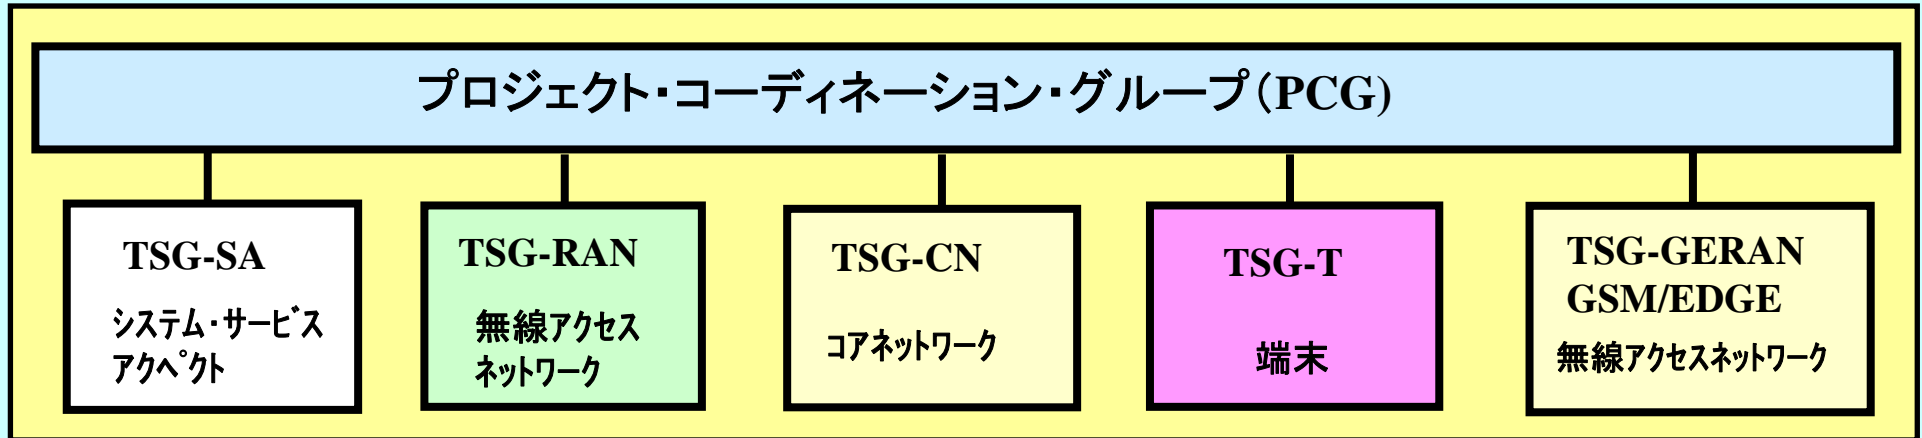 プロジェクト・コーディネーション・グループ（PCG)
TSG-SA
システム・サービス
アクペクト
TSG-RAN
無線アクセス
ネットワーク
TSG-CN
コアネットワーク
TSG-T
端末
TSG-GERAN
GSM/EDGE
無線アクセスネットワーク